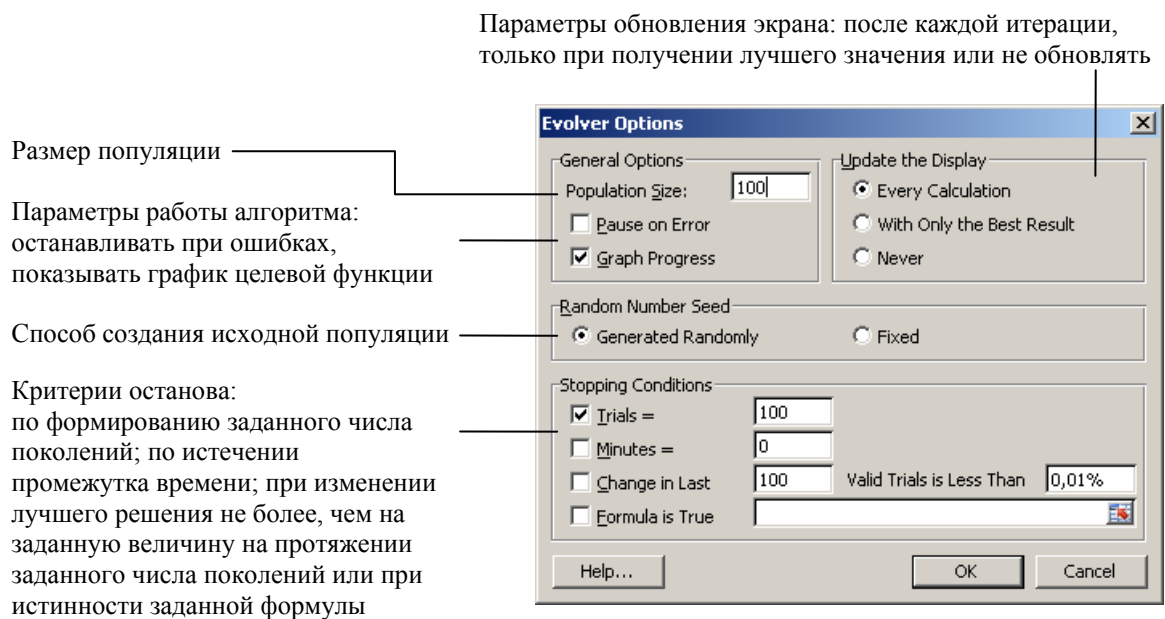 Параметры обновления экрана: после каждой итерации,
только при получении лучшего значения или не обновлять
Размер популяции
Параметры работы алгоритма:
останавливать при ошибках,
показывать график целевой функции
Способ создания исходной популяции
Критерии останова:
по формированию заданного числа
поколений; по истечении
промежутка времени; при изменении
лучшего решения не более, чем на
заданную величину на протяжении
заданного числа поколений или при
истинности заданной формулы
Evolver Options
General Options
Population Size: 100
Pause on Error
Graph Progress
Update the Display
Every Calculation
With Only the Best Result
Never
Random Number Seed
Generated Randomly Fixed
Stopping Conditions
Trials = 100
Minutes = 0
Change in Last 100 Valid Trials is Less Than 0,01%
Formula is True
Help... OK Cancel